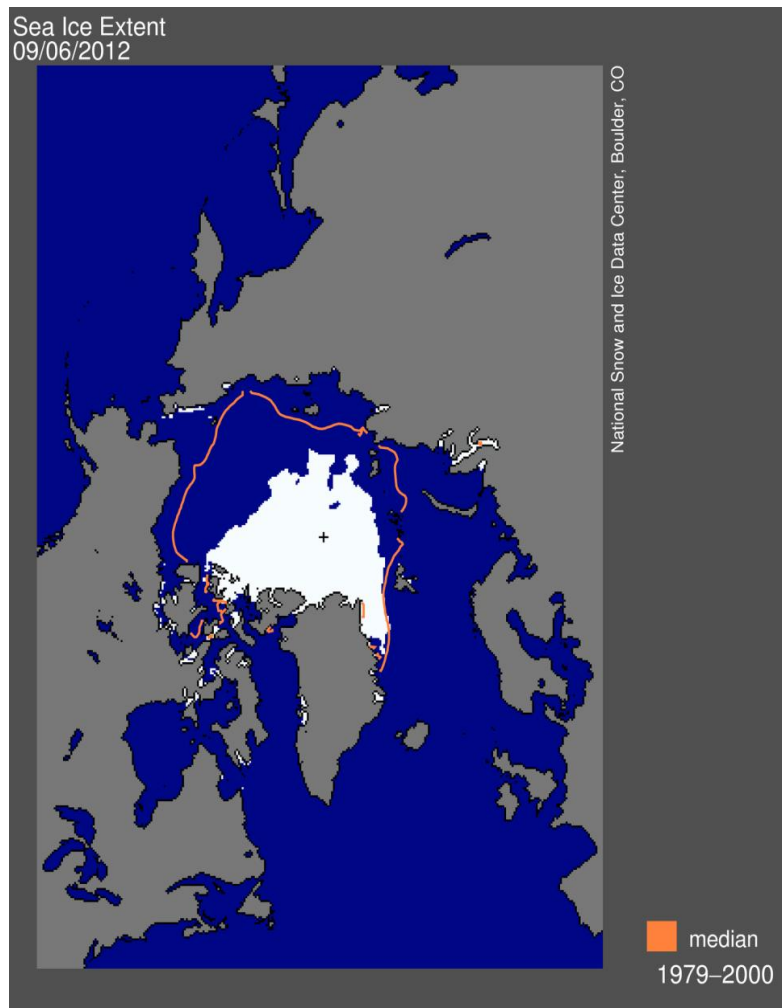 Sea Ice Extent
09/06/2012
National Snow and Ice Data Center, Boulder, CO
median
1979–2000